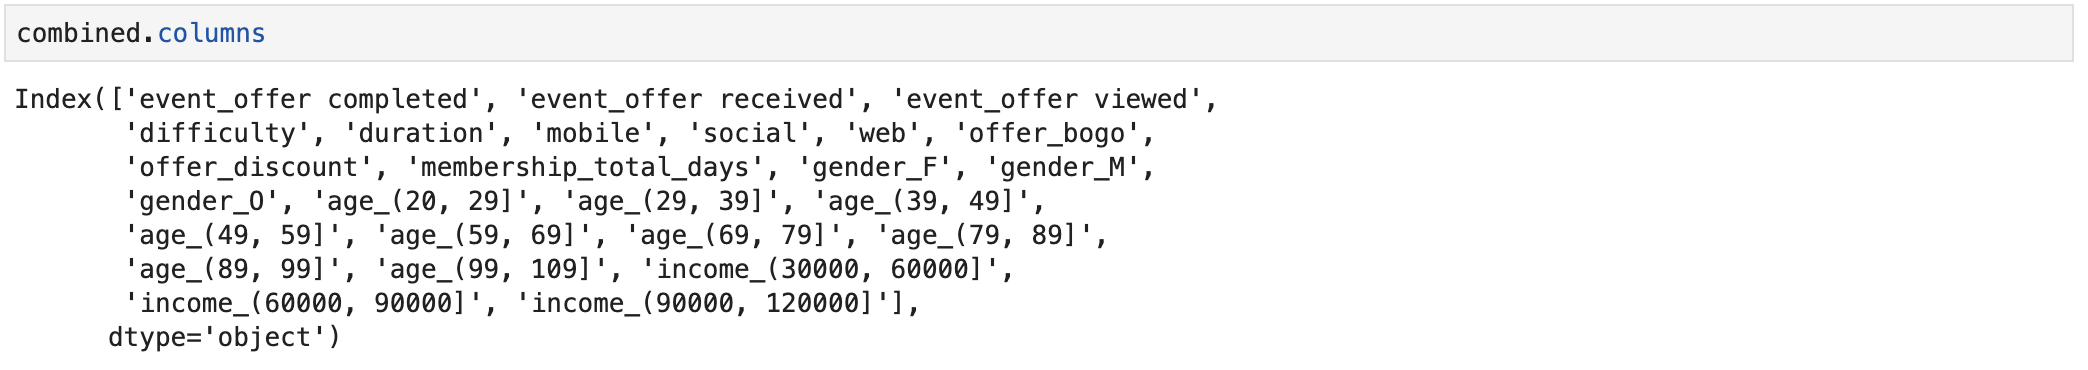 combined.columns
Index(['event_offer completed', 'event_offer received', 'event_offer viewed',
'difficulty', 'duration', 'mobile', 'social', 'web', 'offer_bogo',
'offer_discount', 'membership_total_days', 'gender_F', 'gender_M',
'gender_O', 'age_(20, 29]', 'age_(29, 39]', 'age_(39, 49]',
'age_(49, 59]', 'age_(59, 69]', 'age_(69, 79]', 'age_(79, 89]',
'age_(89, 99]', 'age_(99, 109]', 'income_(30000, 60000]',
'income_(60000, 90000]', 'income_(90000, 120000]'],
dtype='object')